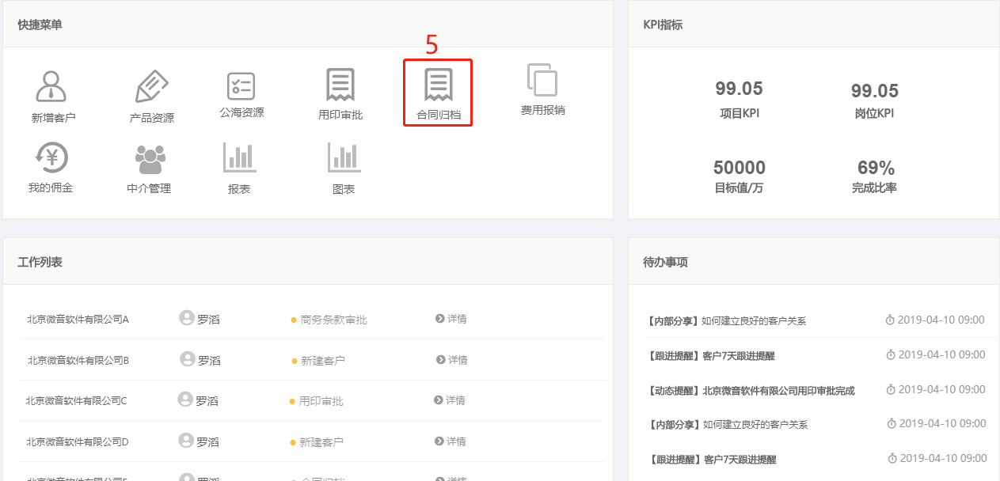 快捷菜单
5
新增客户
产品资源
公海资源
用印审批
合同归档
费用报销
我的佣金
中介管理
报表
图表
KPI指标
99.05
项目KPI
99.05
岗位KPI
50000
目标值/万
69%
完成比率
工作列表
北京微音软件有限公司A 罗滔 商务条款审批 详情
北京微音软件有限公司B 罗滔 新建客户 详情
北京微音软件有限公司C 罗滔 用印审批 详情
北京微音软件有限公司D 罗滔 新建客户 详情
待办事项
【内部分享】如何建立良好的客户关系 2019-04-10 09:00
【跟进提醒】客户7天跟进提醒 2019-04-10 09:00
【动态提醒】北京微音软件有限公司用印审批完成 2019-04-10 09:00
【内部分享】如何建立良好的客户关系 2019-04-10 09:00
【跟进提醒】客户7天跟进提醒 2019-04-10 09:00